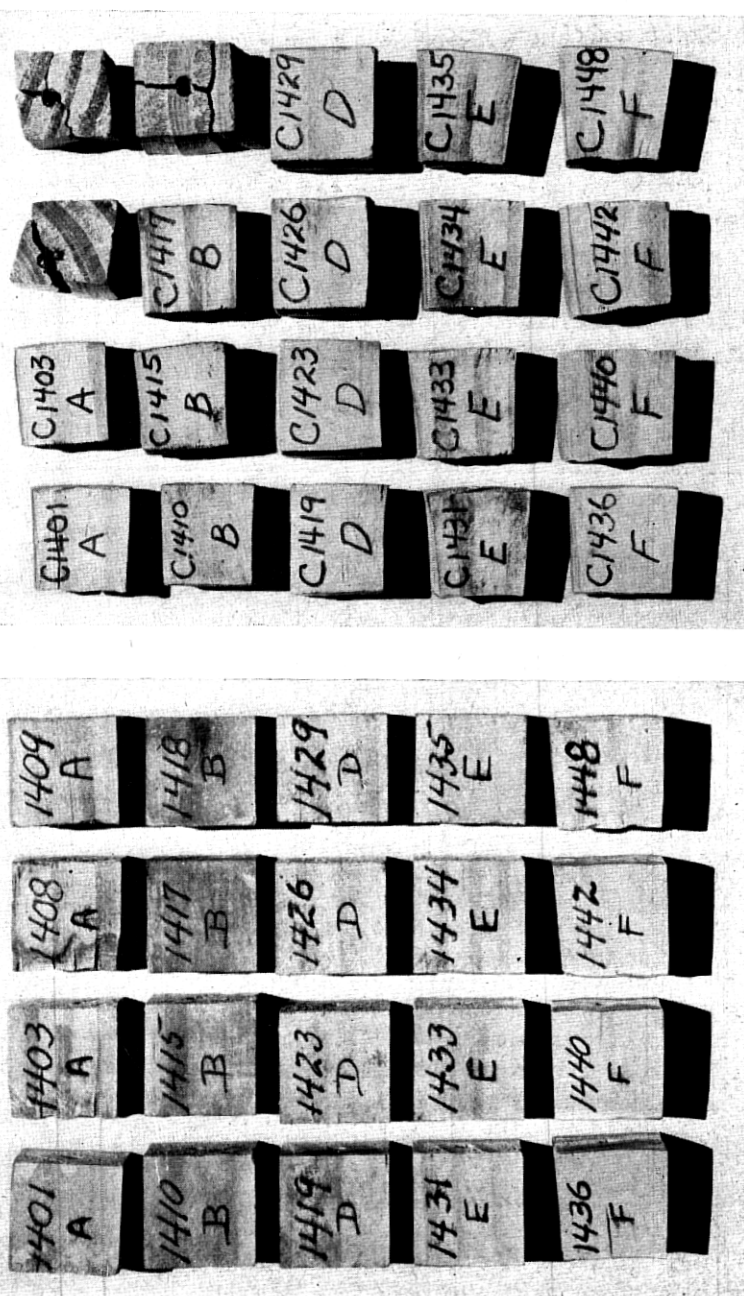 C1429
D
C1435
E
C1448
F
C1417
B
C1426
D
C1434
E
C1442
F
C1403
A
C1415
B
C1423
D
C1433
E
C1440
F
C1401
A
C1410
B
C1419
D
C1431
E
C1436
F
1409
A
1418
B
1429
D
1435
E
1448
F
1408
A
1417
B
1426
D
1434
E
1442
F
1403
A
1415
B
1423
D
1433
E
1440
F
1401
A
1410
B
1419
D
1431
E
1436
F